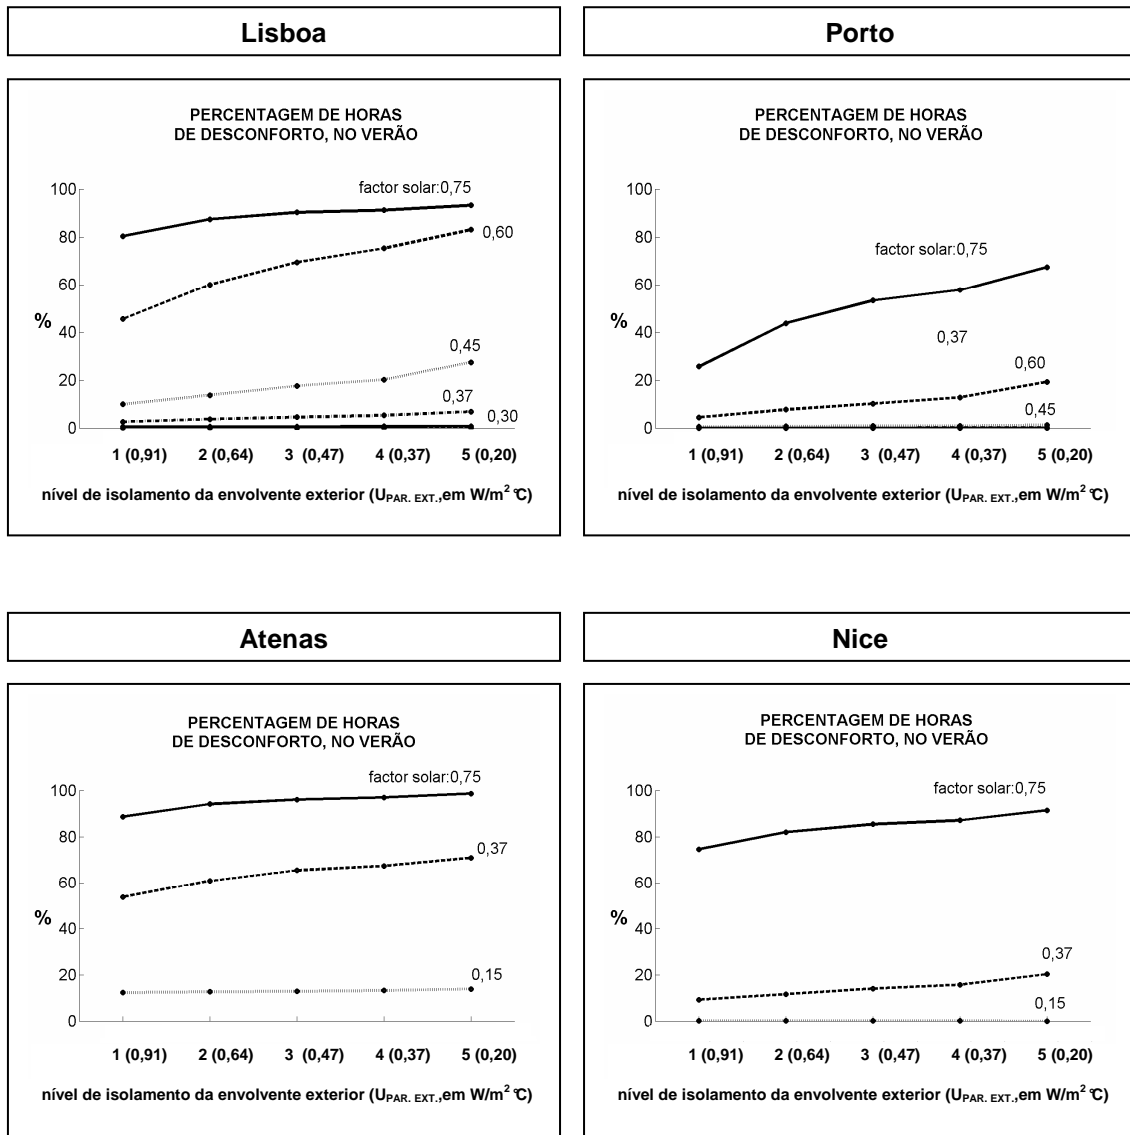 Lisboa
PERCENTAGEM DE HORAS
DE DESCONFORTO, NO VERÃO
factor solar:0,75
0,60
0,45
0,37
0,30
100
80
60
40
20
0
%
1 (0,91) 2 (0,64) 3 (0,47) 4 (0,37) 5 (0,20)
nível de isolamento da envolvente exterior (UPAR. EXT.,em W/m² °C)
Porto
PERCENTAGEM DE HORAS
DE DESCONFORTO, NO VERÃO
factor solar:0,75
0,37
0,60
0,45
100
80
60
40
20
0
%
1 (0,91) 2 (0,64) 3 (0,47) 4 (0,37) 5 (0,20)
nível de isolamento da envolvente exterior (UPAR. EXT.,em W/m² °C)
Atenas
PERCENTAGEM DE HORAS
DE DESCONFORTO, NO VERÃO
factor solar:0,75
0,37
0,15
100
80
60
40
20
0
%
1 (0,91) 2 (0,64) 3 (0,47) 4 (0,37) 5 (0,20)
nível de isolamento da envolvente exterior (UPAR. EXT.,em W/m² °C)
Nice
PERCENTAGEM DE HORAS
DE DESCONFORTO, NO VERÃO
factor solar:0,75
0,37
0,15
100
80
60
40
20
0
%
1 (0,91) 2 (0,64) 3 (0,47) 4 (0,37) 5 (0,20)
nível de isolamento da envolvente exterior (UPAR. EXT.,em W/m² °C)